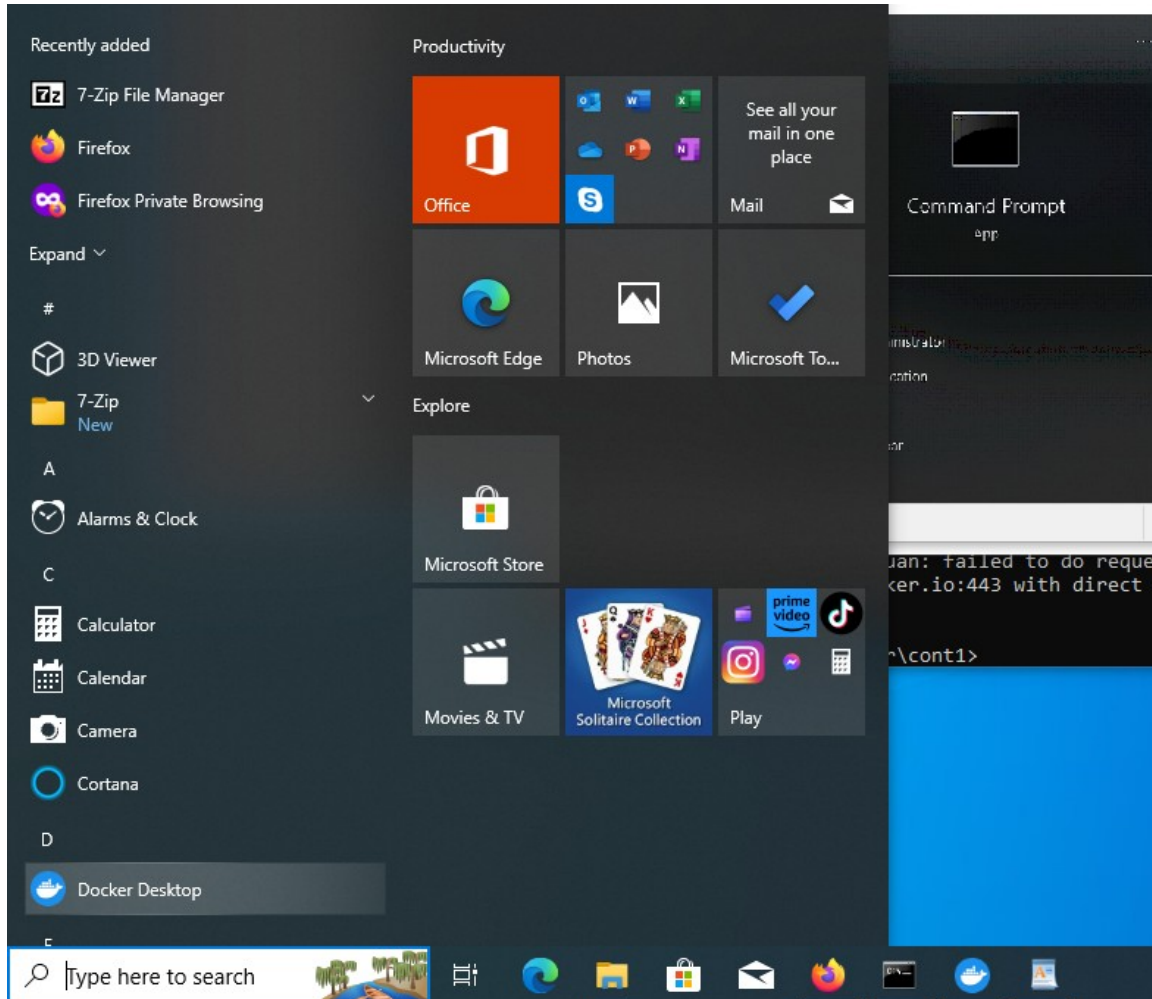 Recently added
7-Zip File Manager
Firefox
Firefox Private Browsing
Expand
#
3D Viewer
7-Zip
New
A
Alarms & Clock
C
Calculator
Calendar
Camera
Cortana
D
Docker Desktop
Type here to search
Productivity
Office
See all your
mail in one
place
Mail
Microsoft Edge
Photos
Microsoft To...
Explore
Microsoft Store
Movies & TV
Microsoft
Solitaire Collection
prime
video
Play
Command Prompt
App
ministrator
cation
uan: failed to do reque
ker.io:443 with direct
r\cont1>